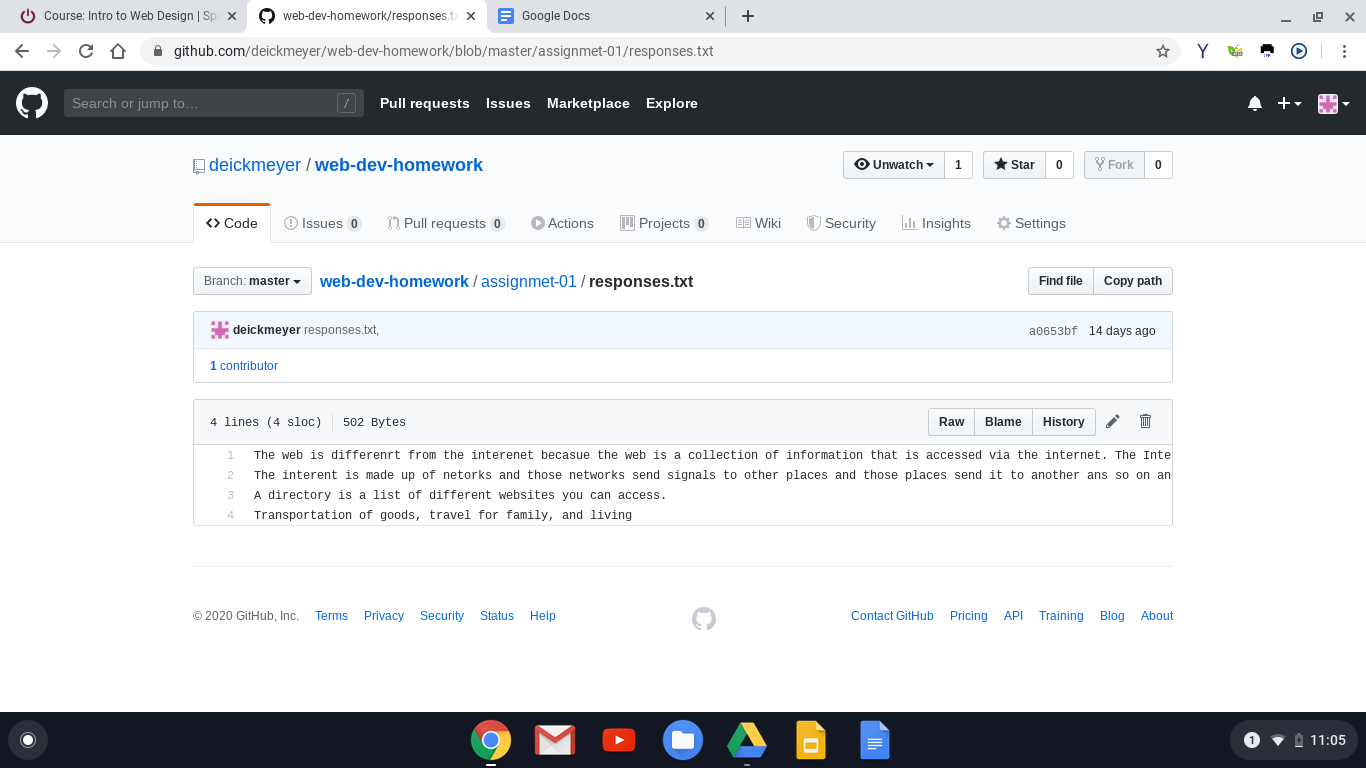 Course: Intro to Web Design | Sp
web-dev-homework/responses.tx
Google Docs
github.com/deickmeyer/web-dev-homework/blob/master/assignmet-01/responses.txt
Search or jump to… /
Pull requests Issues Marketplace Explore
deickmeyer / web-dev-homework
Unwatch 1 Star 0 Fork 0
Code Issues 0 Pull requests 0 Actions Projects 0 Wiki Security Insights Settings
Branch: master web-dev-homework / assignmet-01 / responses.txt Find file Copy path
deickmeyer responses.txt, a0653bf 14 days ago
1 contributor
4 lines (4 sloc) 502 Bytes Raw Blame History
1 The web is differenrt from the interenet becasue the web is a collection of information that is accessed via the internet. The Inte
2 The interent is made up of netorks and those networks send signals to other places and those places send it to another ans so on an
3 A directory is a list of different websites you can access.
4 Transportation of goods, travel for family, and living
© 2020 GitHub, Inc. Terms Privacy Security Status Help Contact GitHub Pricing API Training Blog About
1 11:05